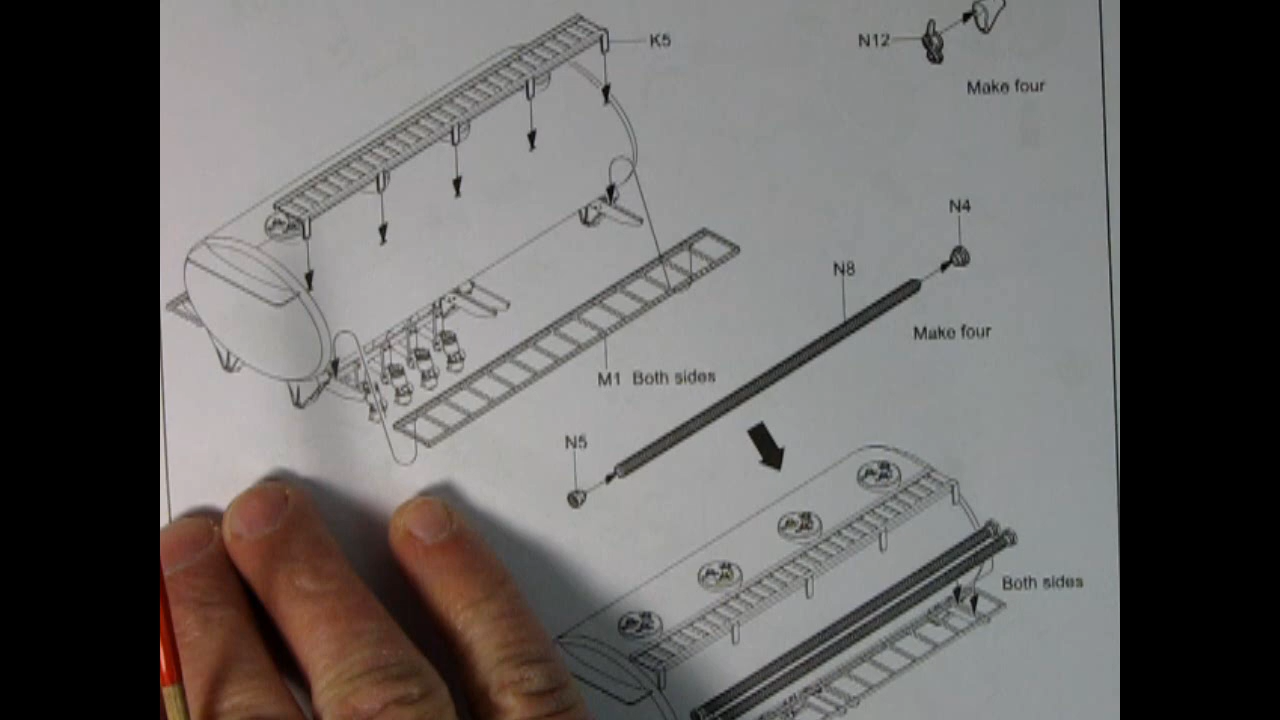 K5
N12
Make four
N4
N8
Make four
M1 Both sides
N5
Both sides